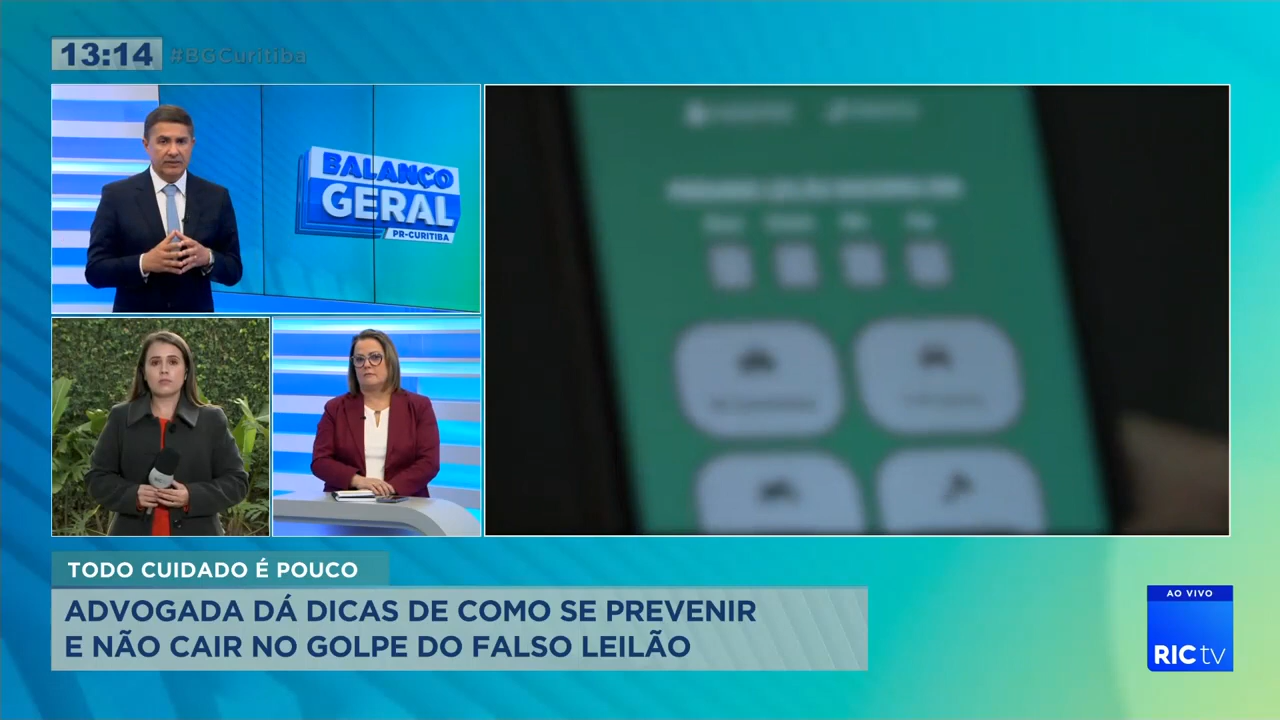 13:14 #BGCuritiba
BALANÇO
GERAL
PR-CURITIBA
TODO CUIDADO É POUCO
ADVOGADA DÁ DICAS DE COMO SE PREVENIR
E NÃO CAIR NO GOLPE DO FALSO LEILÃO
AO VIVO
RIC tv